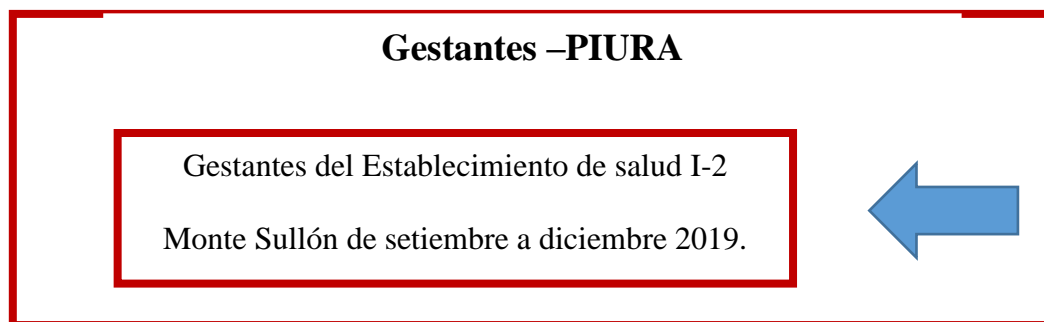 Gestantes –PIURA
Gestantes del Establecimiento de salud I-2
Monte Sullón de setiembre a diciembre 2019.